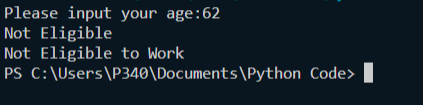 Please input your age:62
Not Eligible
Not Eligible to Work
PS C:\Users\P340\Documents\Python Code>